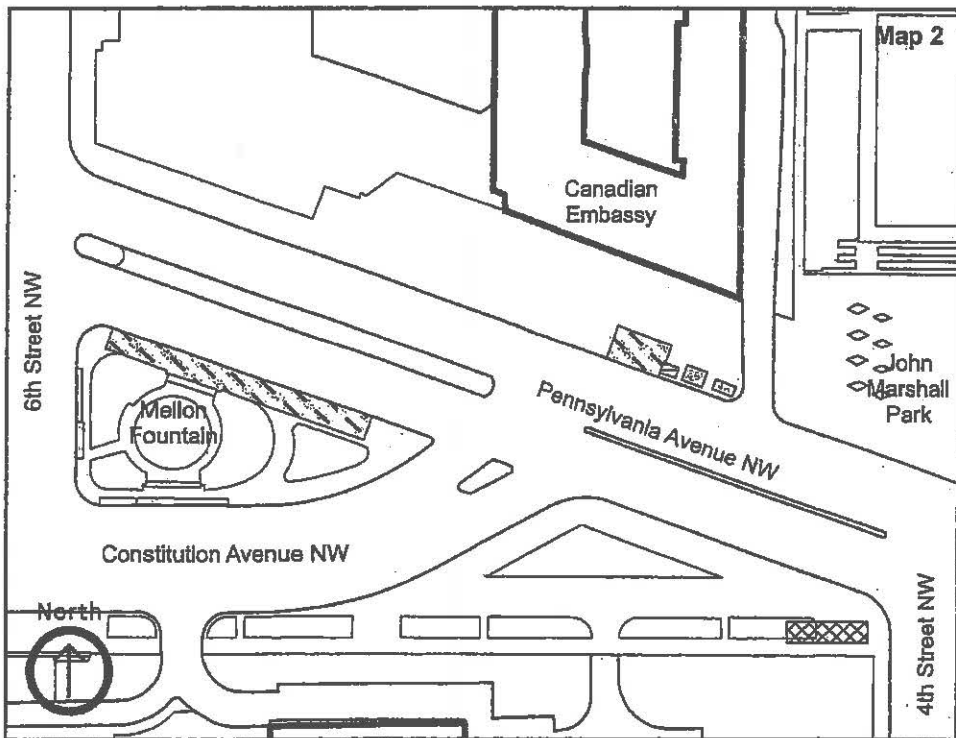 Map 2
Canadian
Embassy
6th Street NW
John
Marshall
Park
Mellon
Fountain
Pennsylvania Avenue NW
Constitution Avenue NW
North
4th Street NW